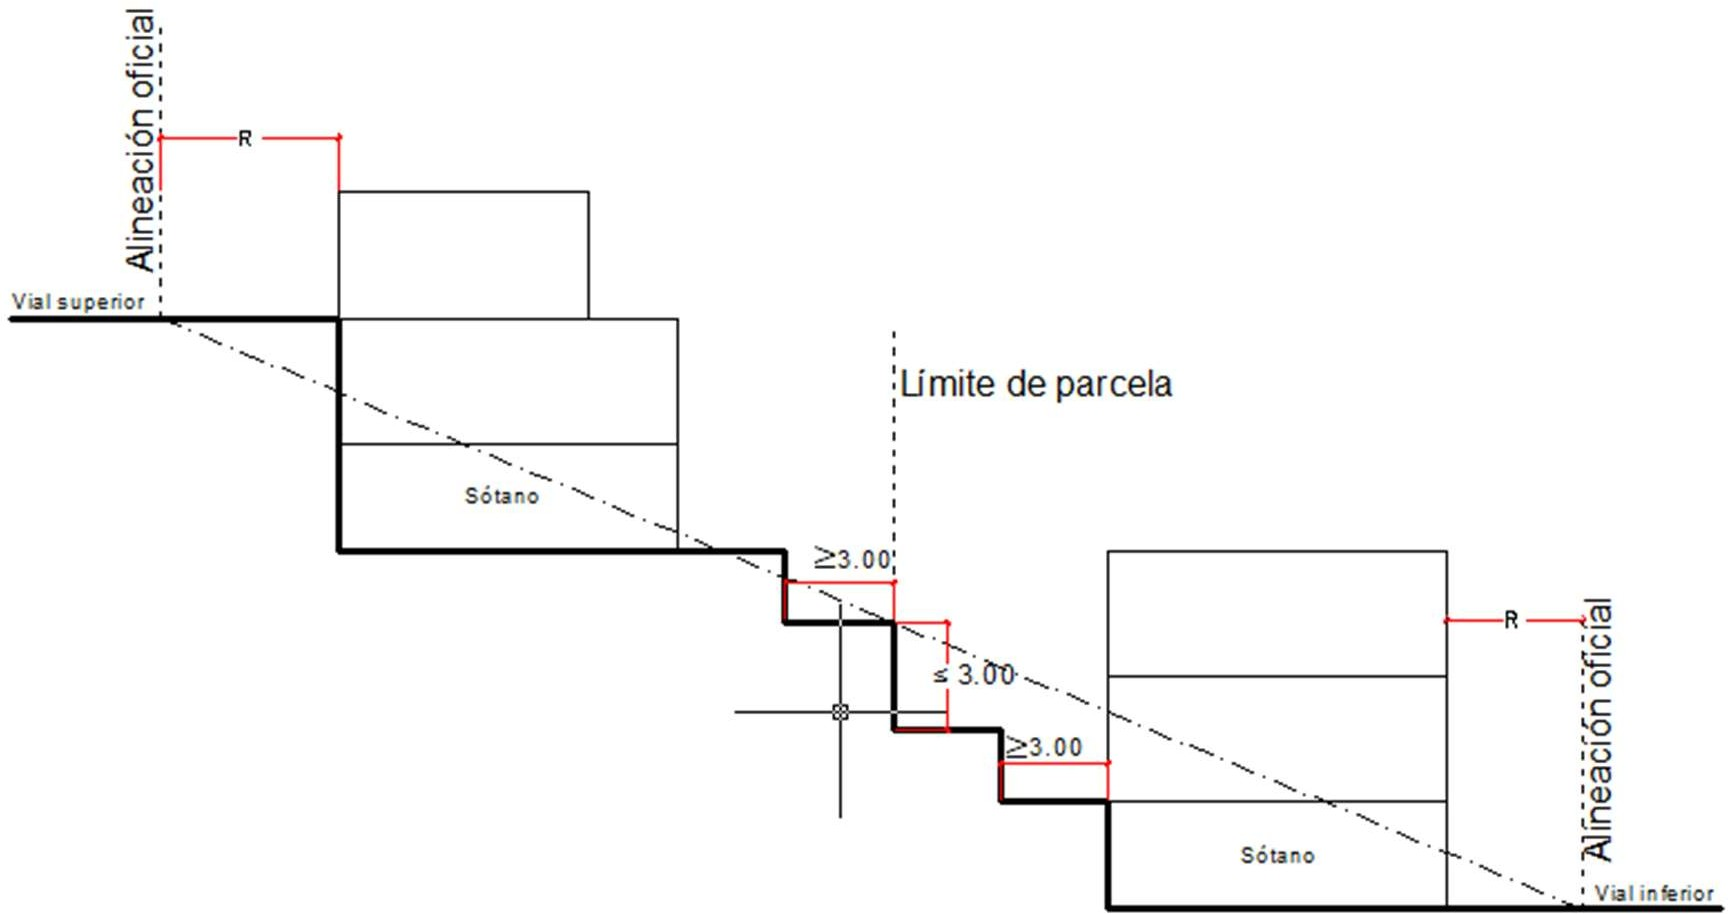 Alineación oficial
R
Vial superior
Límite de parcela
Sótano
≥3.00
R
Alineación oficial
≤ 3.00
≥3.00
Sótano
Vial inferior